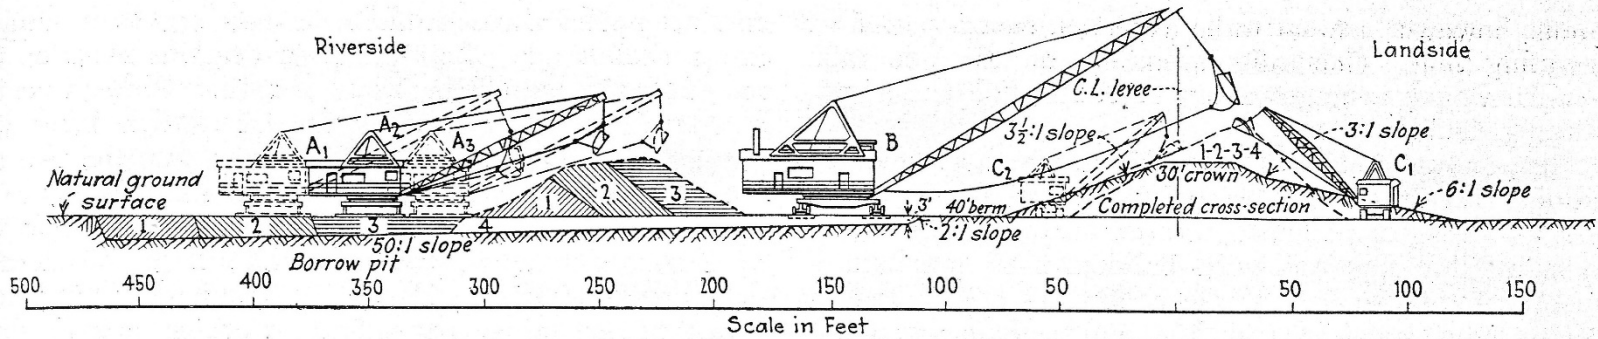 Riverside
Landside
C.L. levee
A1
A2
A3
B
3½:1 slope
3:1 slope
1-2-3-4
C2
C1
30' crown
Natural ground
surface
1
2
3
3'
40' berm
Completed cross-section
6:1 slope
1
2
3
4
2:1 slope
50:1 slope
Borrow pit
500 450 400 350 300 250 200 150 100 50 0 50 100 150
Scale in Feet